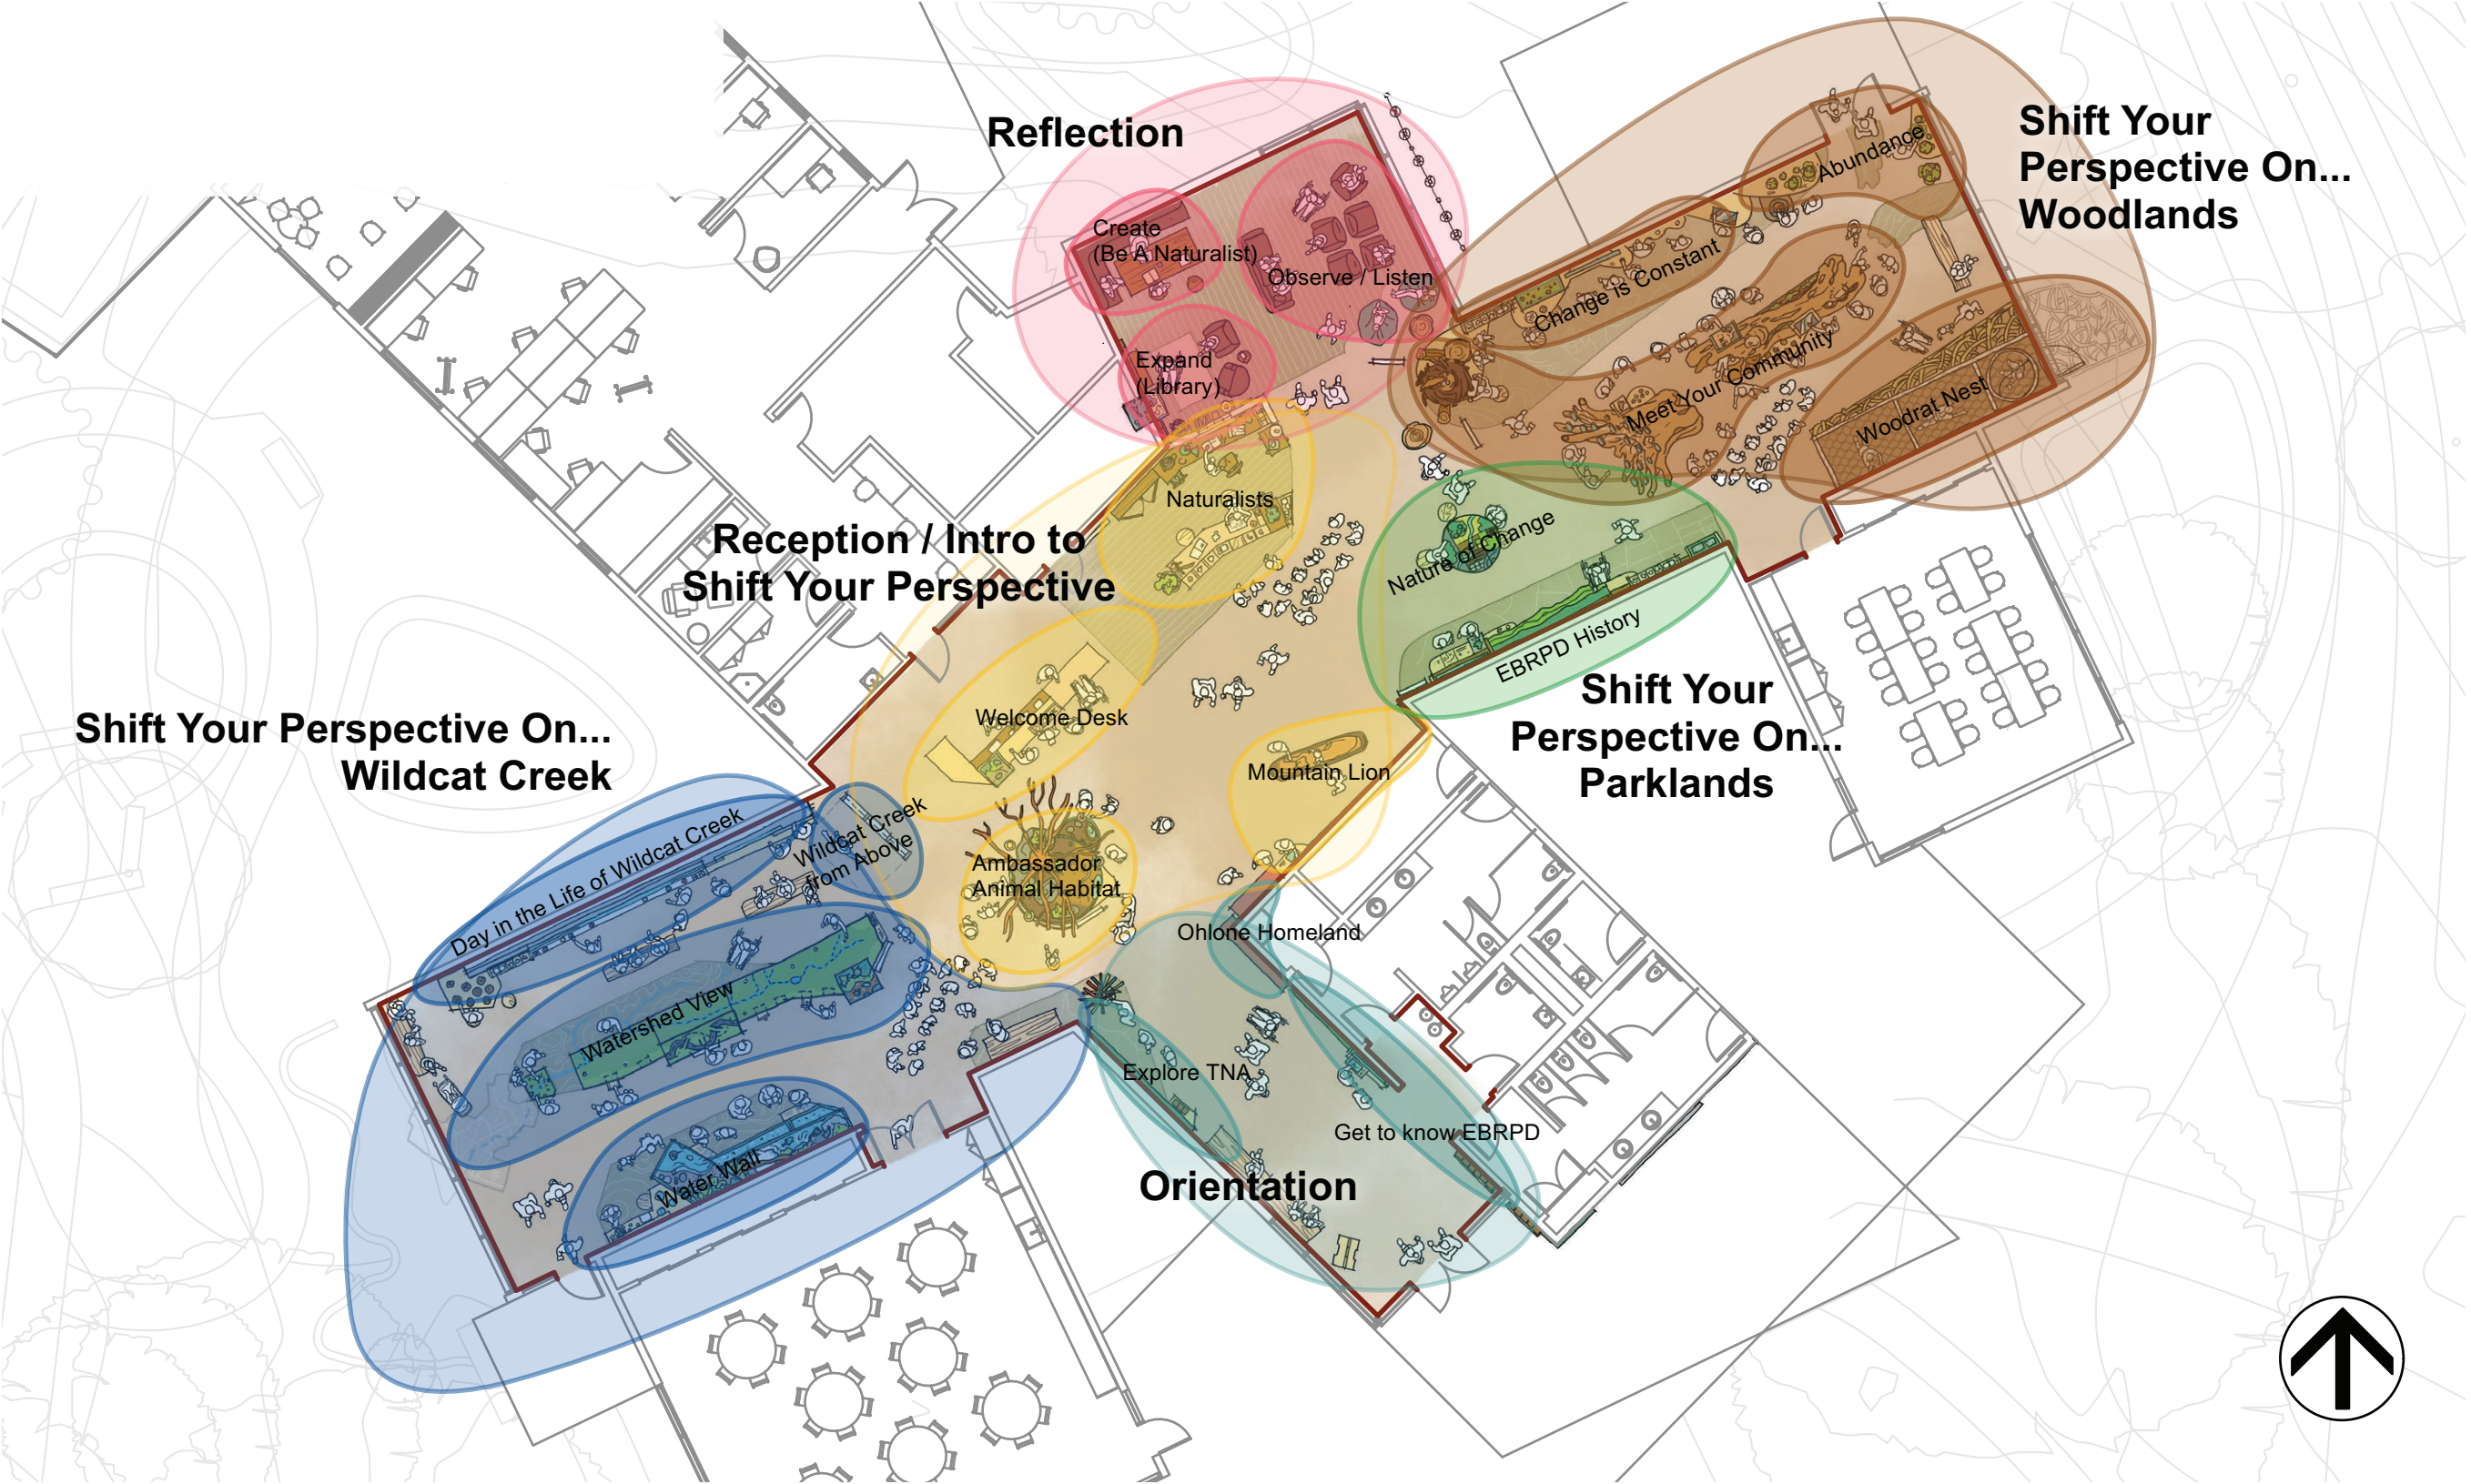 Reflection
Create
(Be A Naturalist)
Observe / Listen
Expand
(Library)
Shift Your
Perspective On...
Woodlands
Abundance
Change is Constant
Meet Your Community
Woodrat Nest
Reception / Intro to
Shift Your Perspective
Naturalists
Welcome Desk
Ambassador
Animal Habitat
Mountain Lion
Nature of Change
EBRPD History
Shift Your
Perspective On...
Parklands
Shift Your Perspective On...
Wildcat Creek
Day in the Life of Wildcat Creek
Wildcat Creek
from Above
Watershed View
Water Wall
Ohlone Homeland
Explore TNA
Get to know EBRPD
Orientation